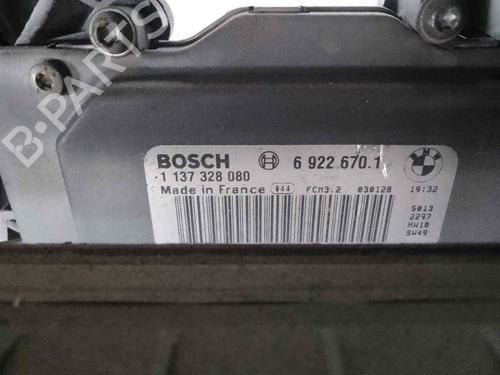 B-PARTS
BOSCH 6 922 670.1
1 137 328 080
Made in France 944 FCM3.2 030128 19:32
5013
2297
HW10
SW49